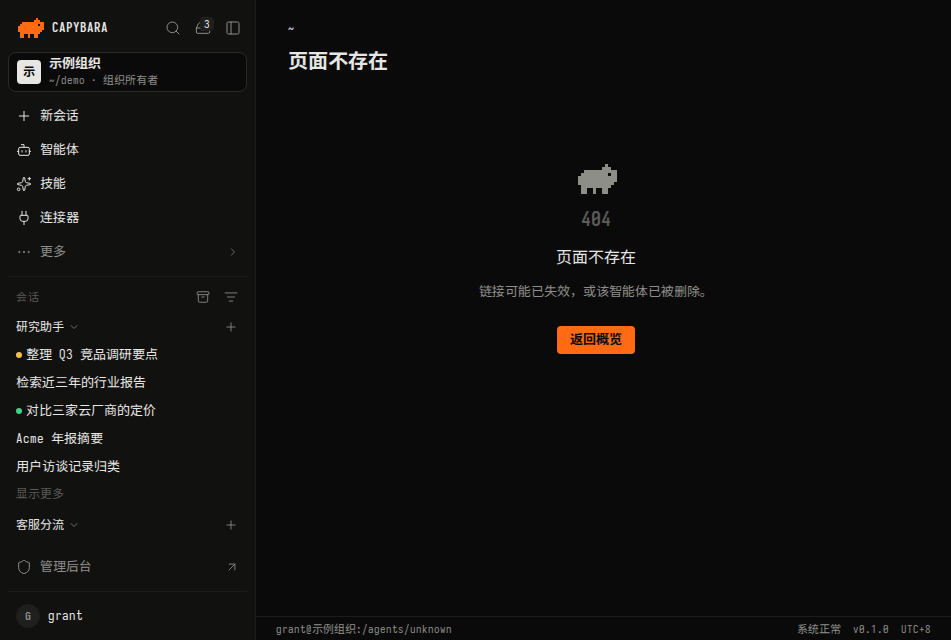 CAPYBARA
3
示
示例组织
~/demo · 组织所有者
新会话
智能体
技能
连接器
更多
会话
研究助手
整理 Q3 竞品调研要点
检索近三年的行业报告
对比三家云厂商的定价
Acme 年报摘要
用户访谈记录归类
显示更多
客服分流
管理后台
G
grant
~
页面不存在
404
页面不存在
链接可能已失效，或该智能体已被删除。
返回概览
grant@示例组织:/agents/unknown
系统正常 v0.1.0 UTC+8